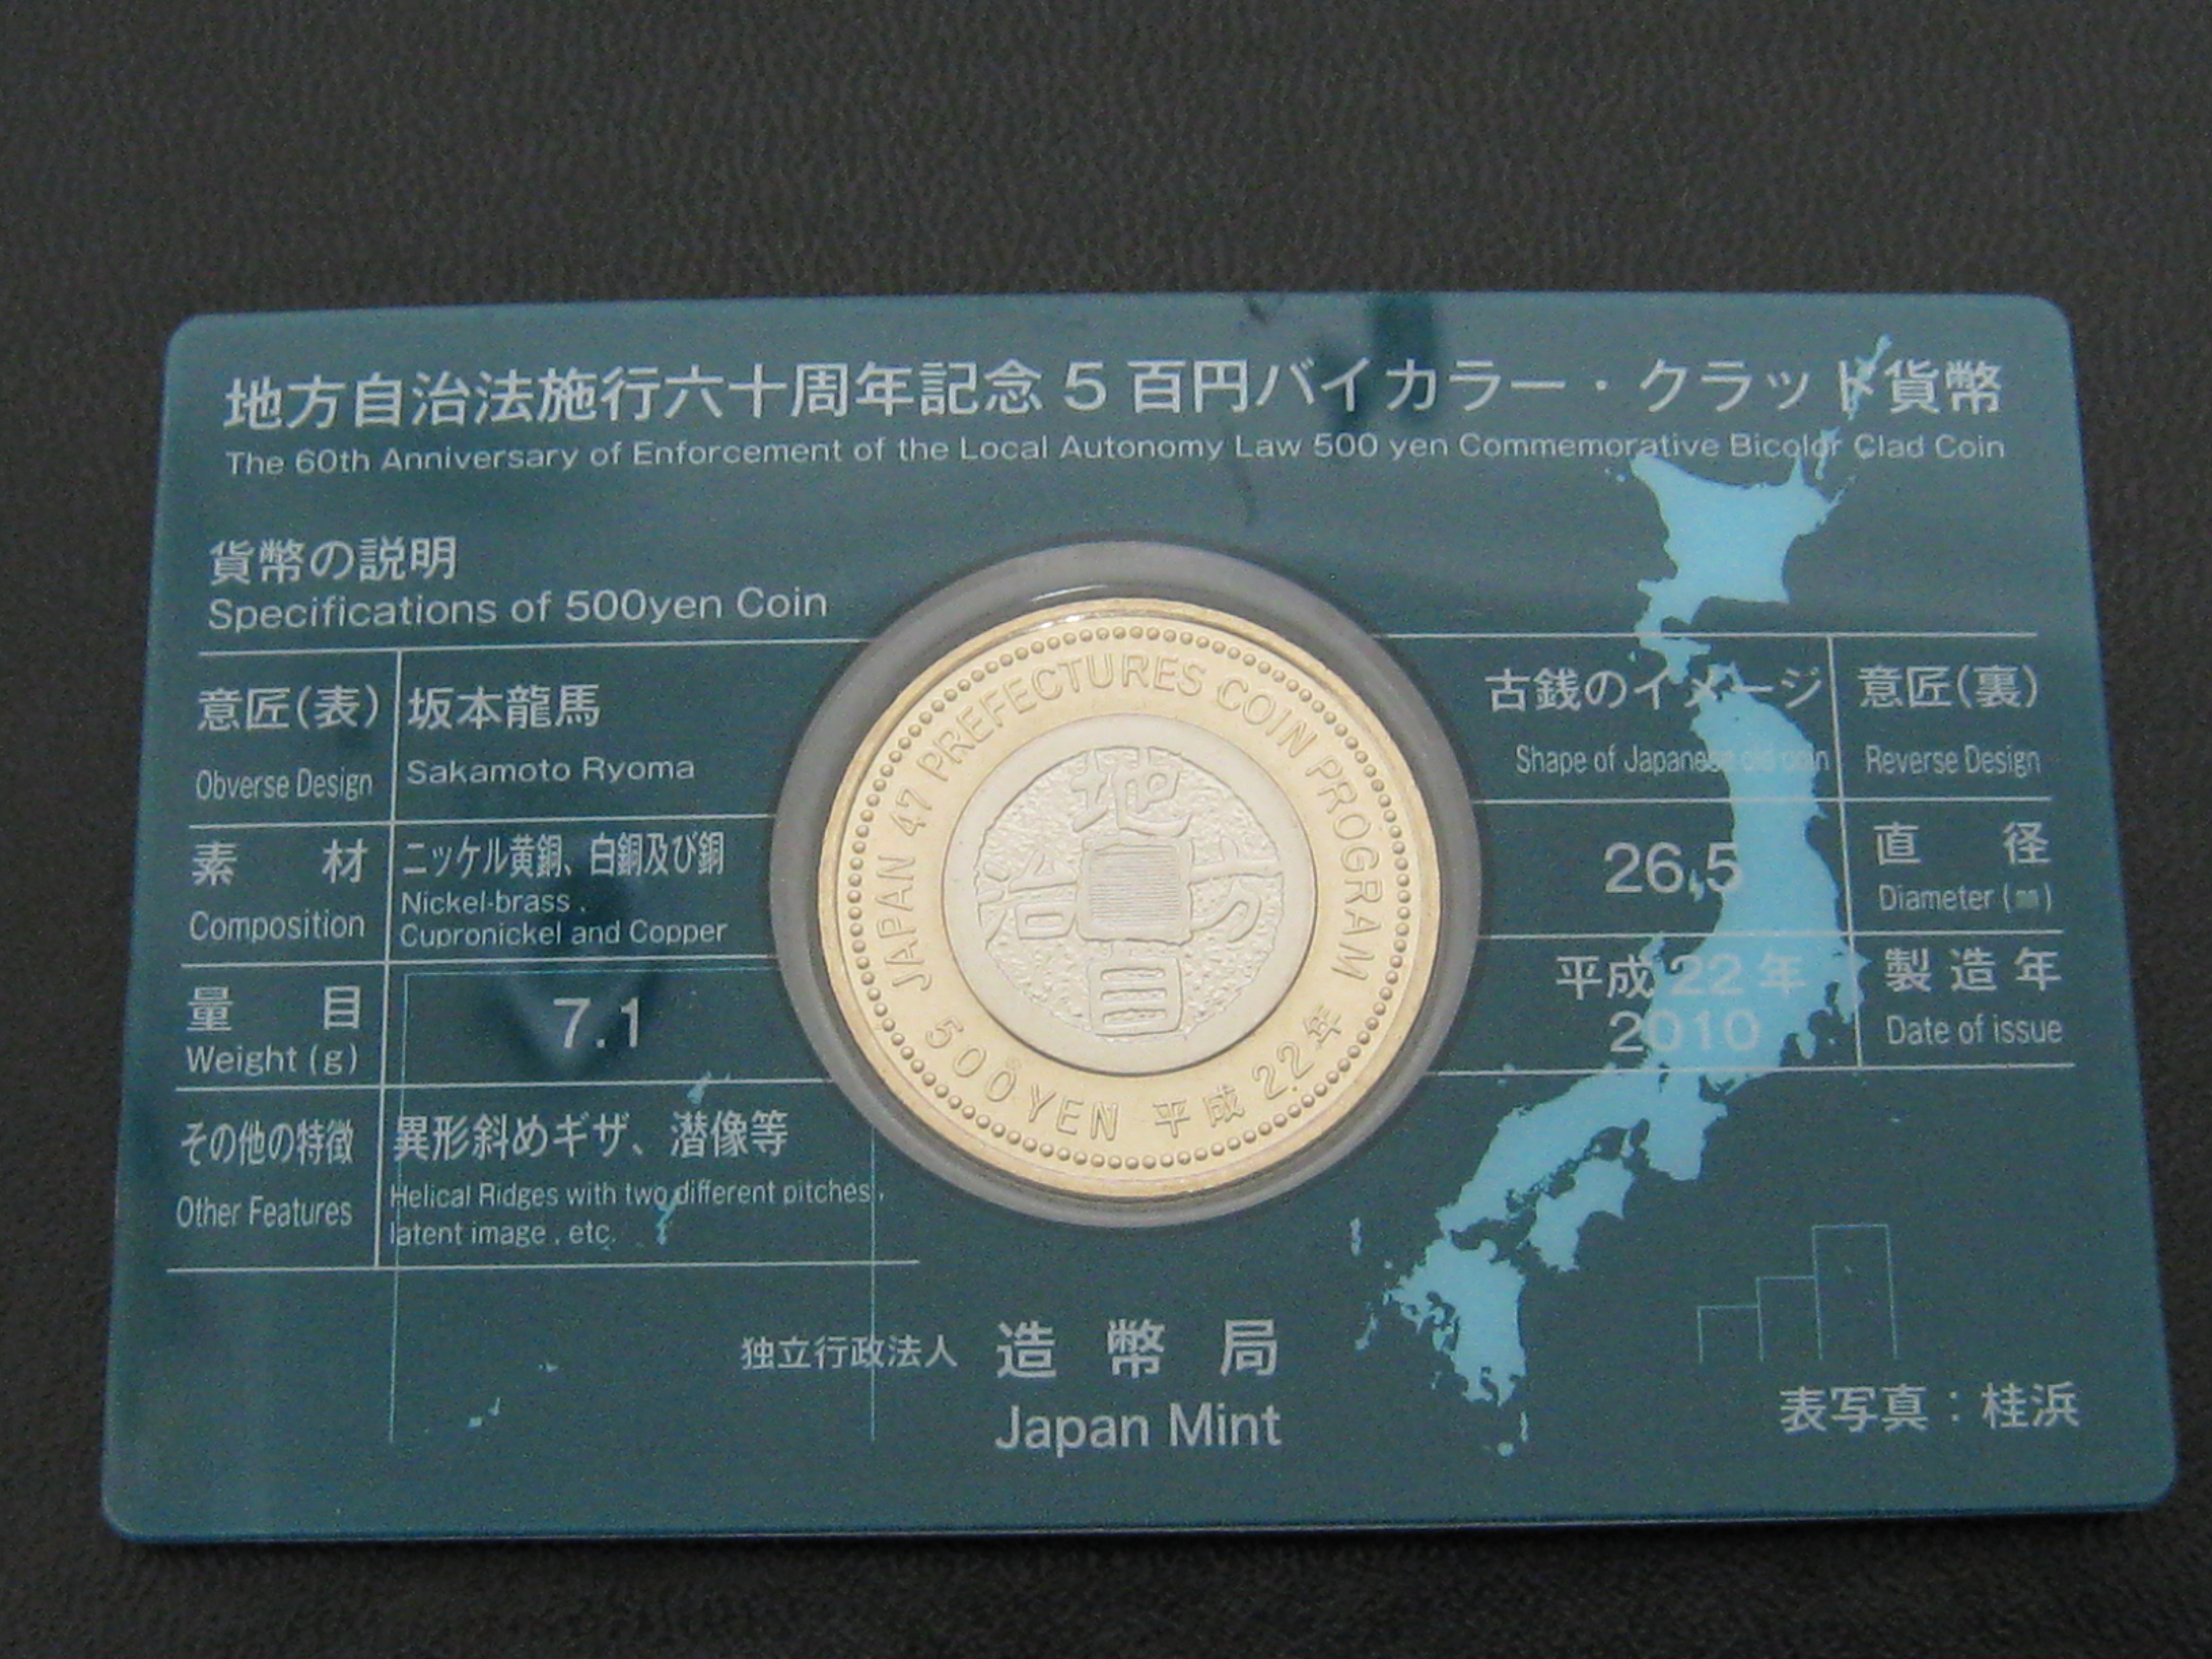 地方自治法施行六十周年記念5百円バイカラー・クラッド貨幣
The 60th Anniversary of Enforcement of the Local Autonomy Law 500 yen Commemorative Bicolor Clad Coin
貨幣の説明
Specifications of 500yen Coin
意匠(表) 坂本龍馬
Obverse Design Sakamoto Ryoma
素材 ニッケル黄銅、白銅及び銅
Composition Nickel-brass, Cupronickel and Copper
量目 7.1
Weight (g)
その他の特徴 異形斜めギザ、潜像等
Other Features Helical Ridges with two different pitches,
latent image, etc.
JAPAN 47 PREFECTURES COIN PROGRAM
地方自治
500 YEN 平成22年
古銭のイメージ 意匠(裏)
Shape of Japanese old coin Reverse Design
26.5 直径
Diameter (㎜)
平成22年 製造年
2010 Date of issue
独立行政法人 造幣局
Japan Mint
表写真：桂浜